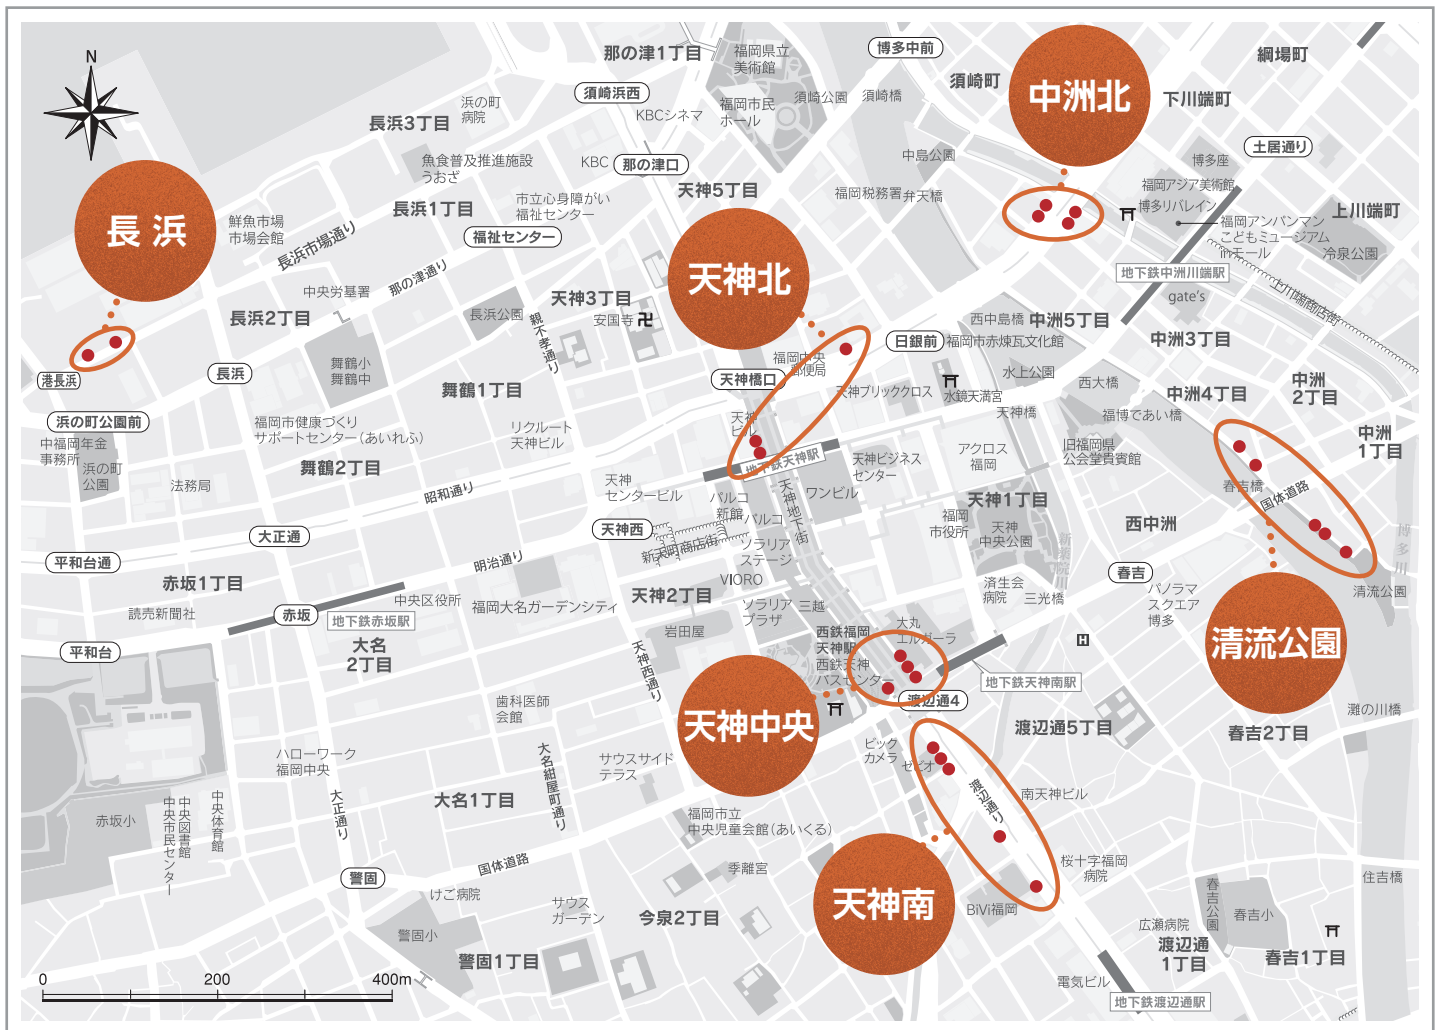 N
那の津1丁目
福岡県立
美術館
博多中前
須崎町
中洲北
綱場町
下川端町
浜の町
病院
須崎浜西
KBCシネマ
福岡市民
ホール
須崎公園
須崎橋
長浜3丁目
魚食普及推進施設
うおざ
KBC
那の津口
中島公園
博多座
土居通り
天神5丁目
福岡税務署
弁天橋
福岡アジア美術館
博多リバレイン
長浜
鮮魚市場
市場会館
長浜市場通り
長浜1丁目
市立心身障がい
福祉センター
福祉センター
福岡アンパンマン
こどもミュージアム
inモール
上川端町
冷泉公園
地下鉄中洲川端駅
gate's
上川端商店街
天神北
那の津通り
中央労基署
長浜2丁目
長浜公園
天神3丁目
安国寺
親不孝通り
西中島橋
中洲5丁目
中洲3丁目
日銀前
福岡市赤煉瓦文化館
港長浜
長浜
舞鶴小
舞鶴中
舞鶴1丁目
天神橋口
福岡中央
郵便局
天神ブリッククロス
水鏡天満宮
水上公園
西大橋
中洲4丁目
中洲
2丁目
浜の町公園前
福岡市健康づくり
サポートセンター(あいれふ)
リクルート
天神ビル
天神
ビル
天神橋
福博であい橋
中洲
1丁目
中福岡年金
事務所
浜の町
公園
法務局
舞鶴2丁目
昭和通り
天神
センタービル
地下鉄天神駅
天神ビジネス
センター
アクロス
福岡
旧福岡県
公会堂貴賓館
春吉橋
国体道路
パルコ
新館
パルコ
天神地下街
ワンビル
福岡
市役所
天神1丁目
天神
中央公園
西中洲
大正通
天神西
新天町商店街
ソラリア
ステージ
薬院新川
博多川
平和台通
赤坂1丁目
明治通り
VIORO
済生会
病院
三光橋
春吉
パノラマ
スクエア
博多
清流公園
読売新聞社
赤坂
地下鉄赤坂駅
中央区役所
福岡大名ガーデンシティ
天神2丁目
ソラリア
プラザ
三越
大丸
エルガーラ
岩田屋
西鉄福岡
天神駅
西鉄天神
バスセンター
清流公園
平和台
大名
2丁目
天神西通り
地下鉄天神南駅
渡辺通4
天神中央
歯科医師
会館
渡辺通5丁目
灘の川橋
春吉2丁目
ハローワーク
福岡中央
大名紺屋町通り
サウスサイド
テラス
ビック
カメラ
ゼビオ
渡辺通り
南天神ビル
大名1丁目
大正通り
福岡市立
中央児童会館(あいくる)
赤坂小
中央市民センター
中央図書館
中央体育館
国体道路
季離宮
天神南
桜十字福岡
病院
住吉橋
警固
けご病院
サウス
ガーデン
今泉2丁目
BiVi福岡
春吉公園
春吉小
広瀬病院
警固小
警固1丁目
渡辺通
1丁目
春吉1丁目
電気ビル
地下鉄渡辺通駅
0
200
400m